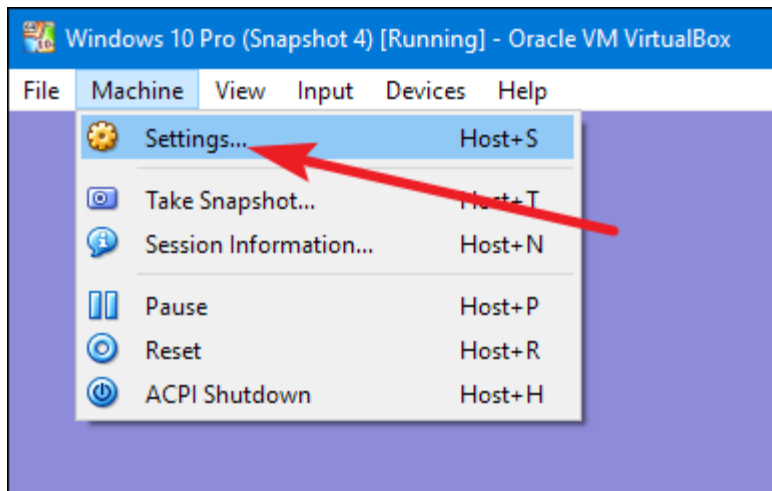 Windows 10 Pro (Snapshot 4) [Running] - Oracle VM VirtualBox
File Machine View Input Devices Help
Settings... Host+S
Take Snapshot... Host+T
Session Information... Host+N
Pause Host+P
Reset Host+R
ACPI Shutdown Host+H